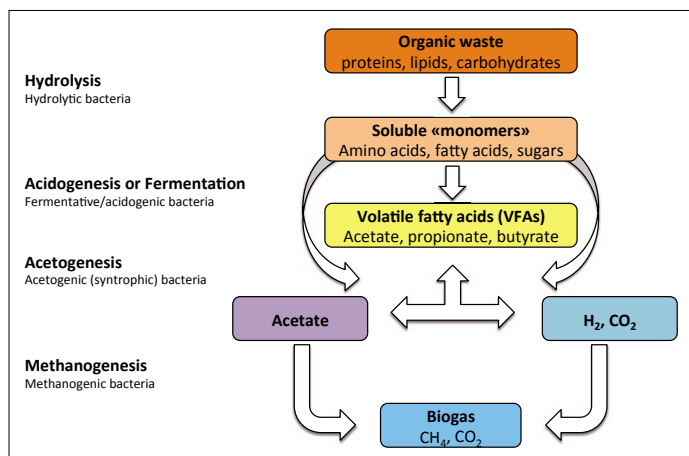 Organic waste
proteins, lipids, carbohydrates
Hydrolysis
Hydrolytic bacteria
Soluble «monomers»
Amino acids, fatty acids, sugars
Acidogenesis or Fermentation
Fermentative/acidogenic bacteria
Volatile fatty acids (VFAs)
Acetate, propionate, butyrate
Acetogenesis
Acetogenic (syntrophic) bacteria
Acetate
H₂, CO₂
Methanogenesis
Methanogenic bacteria
Biogas
CH₄, CO₂